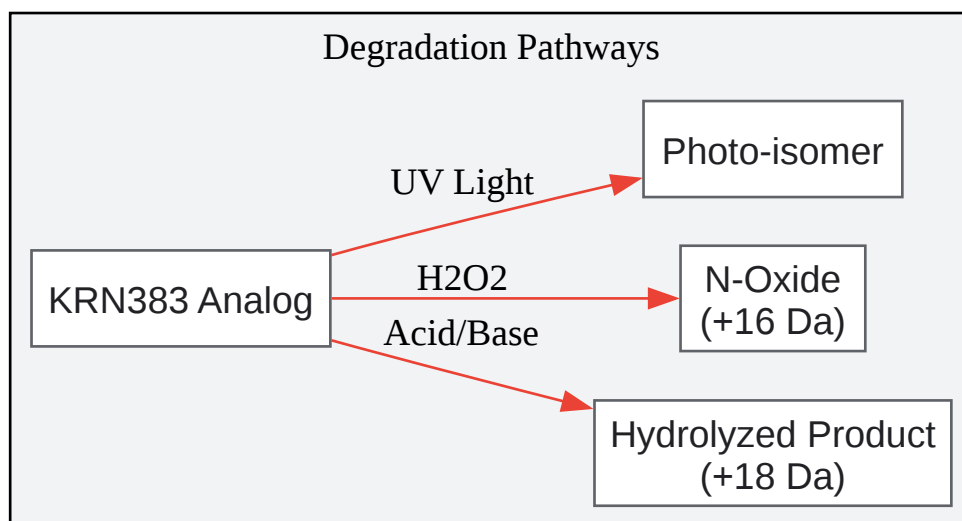 Degradation Pathways
Photo-isomer
UV Light
KRN383 Analog
H2O2
N-Oxide
(+16 Da)
Acid/Base
Hydrolyzed Product
(+18 Da)